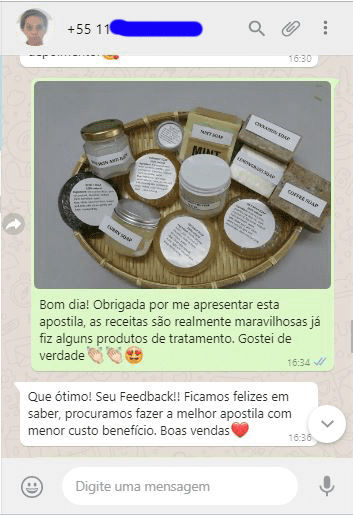 +55 11
depoimento!
16:30
MINT SOAP
MINT
CINNAMON SOAP
LEMONGRASS SOAP
COFFEE SOAP
CURRY SOAP
Bom dia! Obrigada por me apresentar esta
apostila, as receitas são realmente maravilhosas já
fiz alguns produtos de tratamento. Gostei de
verdade👏🏻👏🏻😍
16:34
Que ótimo! Seu Feedback!! Ficamos felizes em
saber, procuramos fazer a melhor apostila com
menor custo benefício. Boas vendas❤️
16:36
Digite uma mensagem